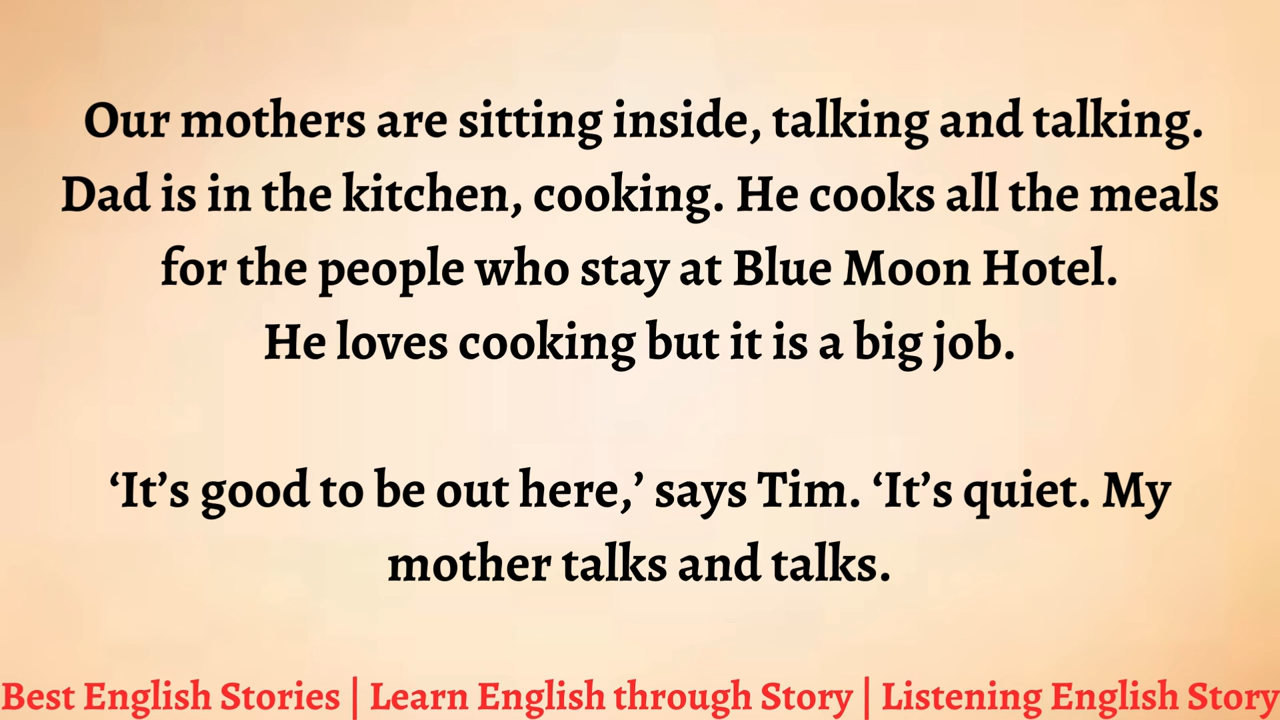 Our mothers are sitting inside, talking and talking.
Dad is in the kitchen, cooking. He cooks all the meals
for the people who stay at Blue Moon Hotel.
He loves cooking but it is a big job.
‘It’s good to be out here,’ says Tim. ‘It’s quiet. My
mother talks and talks.
Best English Stories | Learn English through Story | Listening English Story